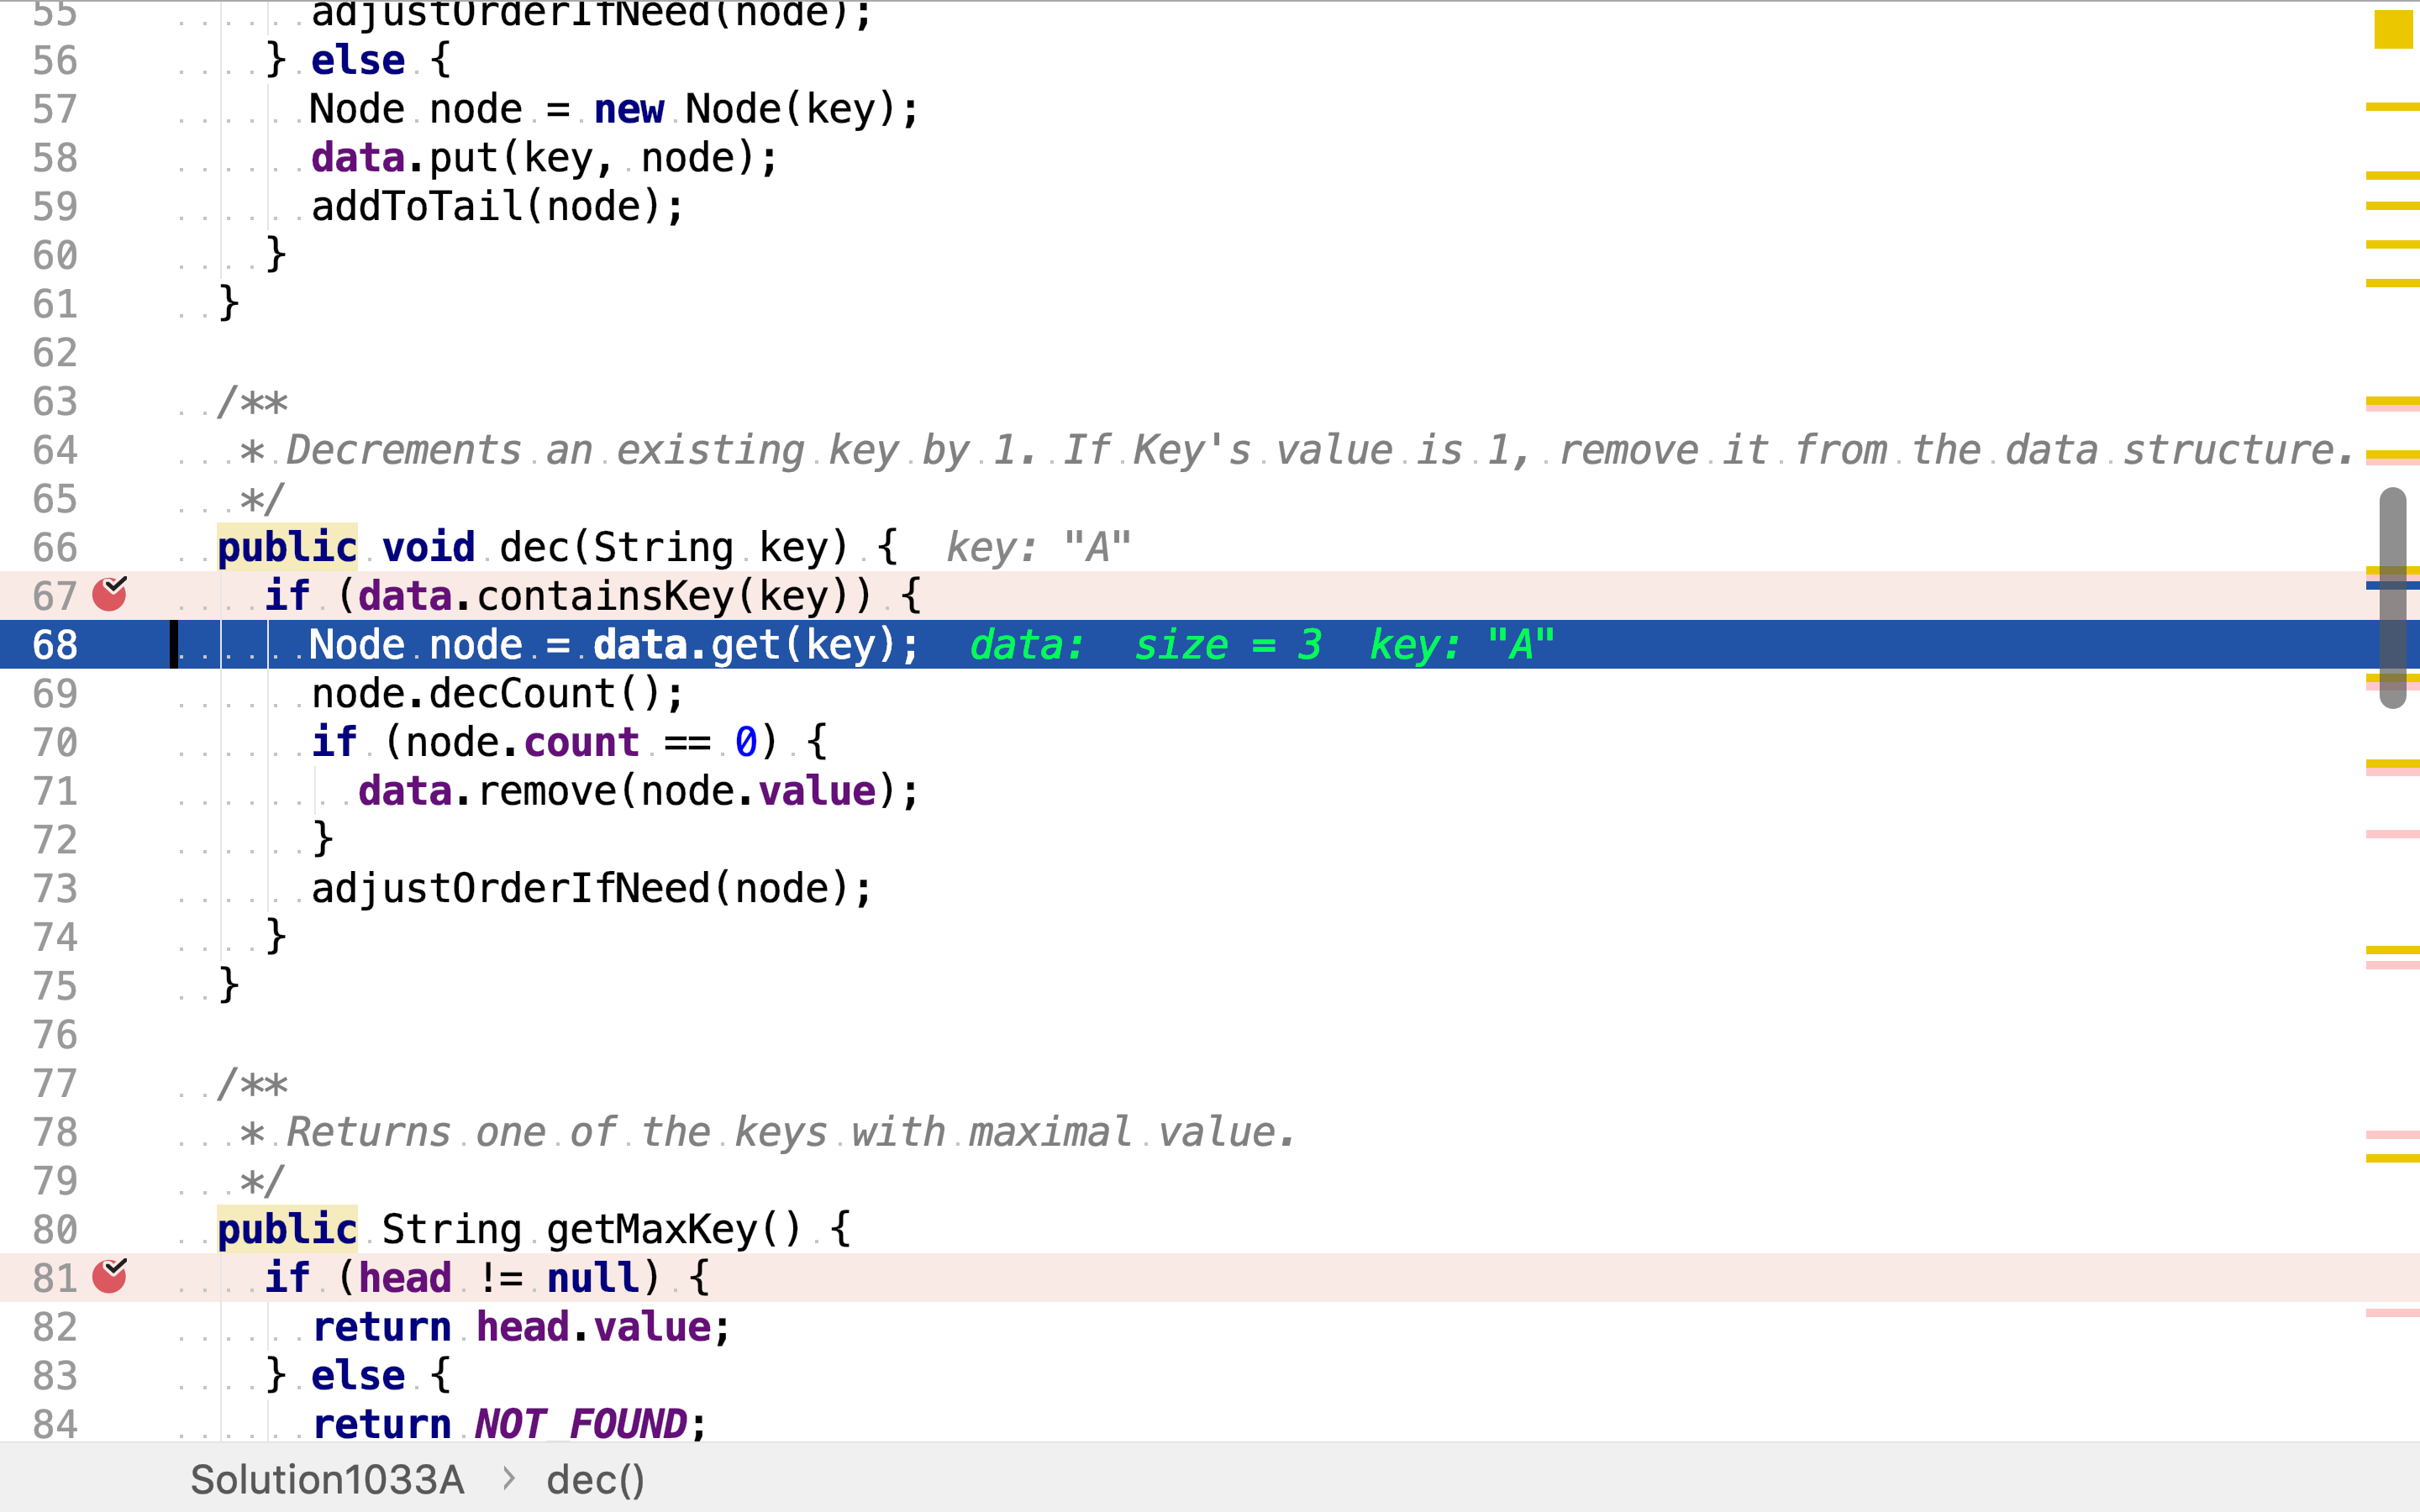 55 adjustOrderIfNeed(node);
56 } else {
57 Node node = new Node(key);
58 data.put(key, node);
59 addToTail(node);
60 }
61 }
62
63 /**
64 * Decrements an existing key by 1. If Key's value is 1, remove it from the data structure.
65 */
66 public void dec(String key) { key: "A"
67 if (data.containsKey(key)) {
68 Node node = data.get(key); data: size = 3 key: "A"
69 node.decCount();
70 if (node.count == 0) {
71 data.remove(node.value);
72 }
73 adjustOrderIfNeed(node);
74 }
75 }
76
77 /**
78 * Returns one of the keys with maximal value.
79 */
80 public String getMaxKey() {
81 if (head != null) {
82 return head.value;
83 } else {
84 return NOT_FOUND;
Solution1033A > dec()